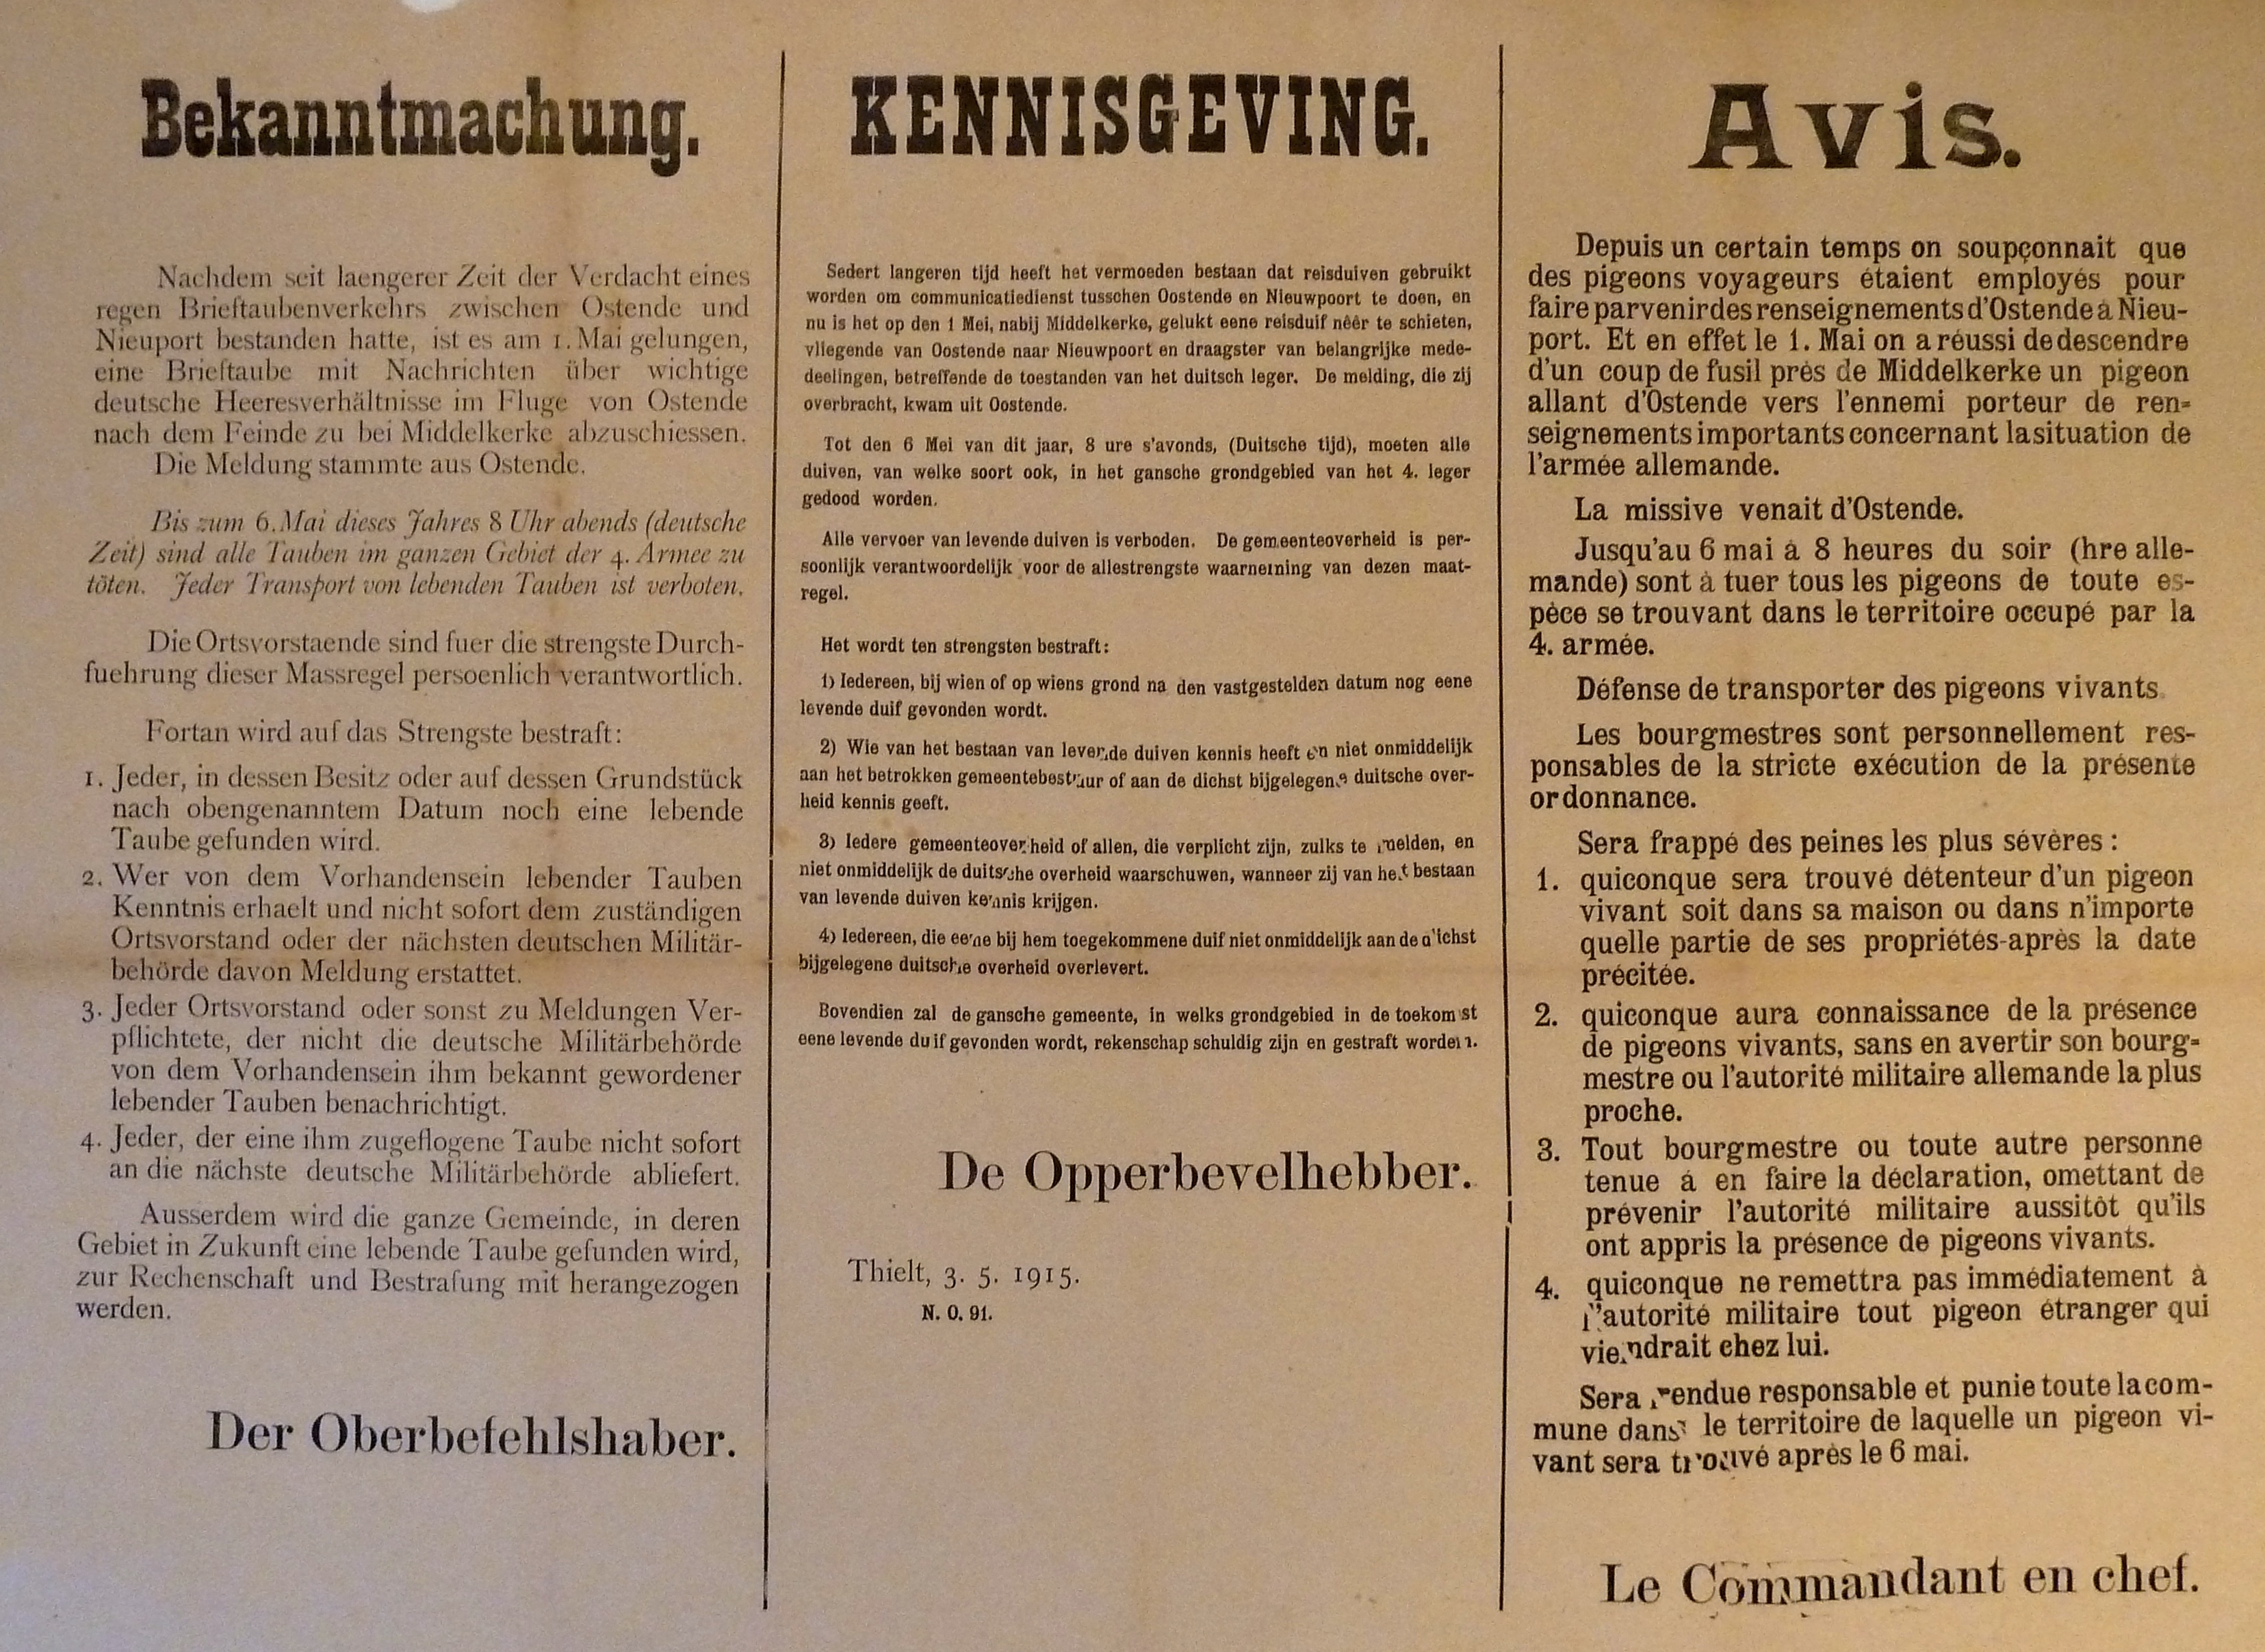 Bekanntmachung.
Nachdem seit laengerer Zeit der Verdacht eines
regen Brieftaubenverkehrs zwischen Ostende und
Nieuport bestanden hatte, ist es am 1. Mai gelungen,
eine Brieftaube mit Nachrichten über wichtige
deutsche Heeresverhältnisse im Fluge von Ostende
nach dem Feinde zu bei Middelkerke abzuschiessen.
Die Meldung stammte aus Ostende.
Bis zum 6. Mai dieses Jahres 8 Uhr abends (deutsche
Zeit) sind alle Tauben im ganzen Gebiet der 4. Armee zu
töten. Jeder Transport von lebenden Tauben ist verboten.
Die Ortsvorstaende sind fuer die strengste Durch-
fuehrung dieser Massregel persoenlich verantwortlich.
Fortan wird auf das Strengste bestraft:
1. Jeder, in dessen Besitz oder auf dessen Grundstück
nach obengenanntem Datum noch eine lebende
Taube gefunden wird.
2. Wer von dem Vorhandensein lebender Tauben
Kenntnis erhaelt und nicht sofort dem zuständigen
Ortsvorstand oder der nächsten deutschen Militär-
behörde davon Meldung erstattet.
3. Jeder Ortsvorstand oder sonst zu Meldungen Ver-
pflichtete, der nicht die deutsche Militärbehörde
von dem Vorhandensein ihm bekannt gewordener
lebender Tauben benachrichtigt.
4. Jeder, der eine ihm zugeflogene Taube nicht sofort
an die nächste deutsche Militärbehörde abliefert.
Ausserdem wird die ganze Gemeinde, in deren
Gebiet in Zukunft eine lebende Taube gefunden wird,
zur Rechenschaft und Bestrafung mit herangezogen
werden.
Der Oberbefehlshaber.
KENNISGEVING.
Sedert langeren tijd heeft het vermoeden bestaan dat reisduiven gebruikt
worden om communicatiedienst tusschen Oostende en Nieuwpoort te doen, en
nu is het op den 1 Mei, nabij Middelkerke, gelukt eene reisduif nêêr te schieten,
vliegende van Oostende naar Nieuwpoort en draagster van belangrijke mede-
deelingen, betreffende de toestanden van het duitsch leger. De melding, die zij
overbracht, kwam uit Oostende.
Tot den 6 Mei van dit jaar, 8 ure s'avonds, (Duitsche tijd), moeten alle
duiven, van welke soort ook, in het gansche grondgebied van het 4. leger
gedood worden.
Alle vervoer van levende duiven is verboden. De gemeenteoverheid is per-
soonlijk verantwoordelijk voor de allestrengste waarneming van dezen maat-
regel.
Het wordt ten strengsten bestraft:
1) Iedereen, bij wien of op wiens grond na den vastgestelden datum nog eene
levende duif gevonden wordt.
2) Wie van het bestaan van levende duiven kennis heeft en niet onmiddelijk
aan het betrokken gemeentebestuur of aan de dichst bijgelegene duitsche over-
heid kennis geeft.
3) Iedere gemeenteoverheid of allen, die verplicht zijn, zulks te melden, en
niet onmiddelijk de duitsche overheid waarschuwen, wanneer zij van het bestaan
van levende duiven kennis krijgen.
4) Iedereen, die eene bij hem toegekommene duif niet onmiddelijk aan de dichst
bijgelegene duitsche overheid overlevert.
Bovendien zal de gansche gemeente, in welks grondgebied in de toekomst
eene levende duif gevonden wordt, rekenschap schuldig zijn en gestraft worden.
De Opperbevelhebber.
Thielt, 3. 5. 1915.
N. O. 91.
Avis.
Depuis un certain temps on soupçonnait que
des pigeons voyageurs étaient employés pour
faire parvenir des renseignements d'Ostende à Nieu-
port. Et en effet le 1. Mai on a réussi de descendre
d'un coup de fusil près de Middelkerke un pigeon
allant d'Ostende vers l'ennemi porteur de ren-
seignements importants concernant la situation de
l'armée allemande.
La missive venait d'Ostende.
Jusqu'au 6 mai à 8 heures du soir (hre alle-
mande) sont à tuer tous les pigeons de toute es-
pèce se trouvant dans le territoire occupé par la
4. armée.
Défense de transporter des pigeons vivants
Les bourgmestres sont personnellement res-
ponsables de la stricte exécution de la présente
ordonnance.
Sera frappé des peines les plus sévères :
1. quiconque sera trouvé détenteur d'un pigeon
vivant soit dans sa maison ou dans n'importe
quelle partie de ses propriétés-après la date
précitée.
2. quiconque aura connaissance de la présence
de pigeons vivants, sans en avertir son bourg-
mestre ou l'autorité militaire allemande la plus
proche.
3. Tout bourgmestre ou toute autre personne
tenue à en faire la déclaration, omettant de
prévenir l'autorité militaire aussitôt qu'ils
ont appris la présence de pigeons vivants.
4. quiconque ne remettra pas immédiatement à
l'autorité militaire tout pigeon étranger qui
viendrait chez lui.
Sera rendue responsable et punie toute la com-
mune dans le territoire de laquelle un pigeon vi-
vant sera trouvé après le 6 mai.
Le Commandant en chef.